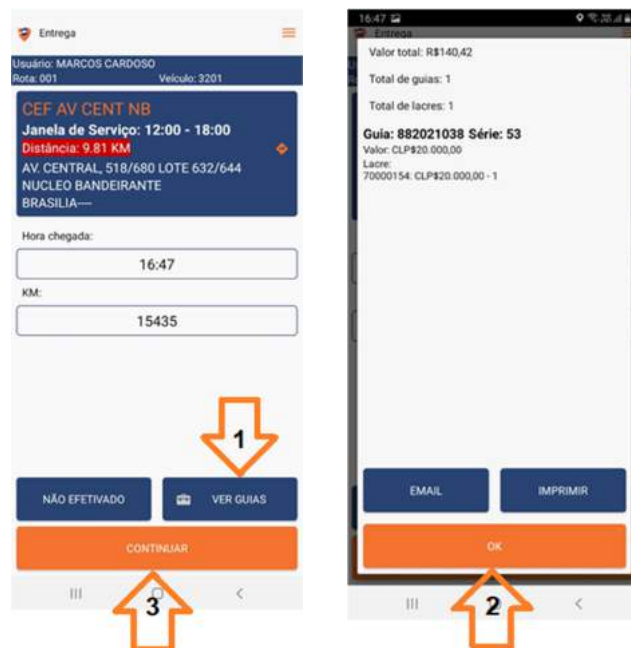 Entrega
Usuário: MARCOS CARDOSO
Rota: 001 Veículo: 3201
CEF AV CENT NB
Janela de Serviço: 12:00 - 18:00
Distância: 9.81 KM
AV. CENTRAL, 518/680 LOTE 632/644
NUCLEO BANDEIRANTE
BRASILIA----
Hora chegada:
16:47
KM:
15435
1
NÃO EFETIVADO
VER GUIAS
CONTINUAR
3
16:47
Entrega
Valor total: R$140,42
Total de guias: 1
Total de lacres: 1
Guia: 882021038 Série: 53
Valor: CLP$20.000,00
Lacre:
70000154: CLP$20.000,00 - 1
EMAIL
IMPRIMIR
OK
2